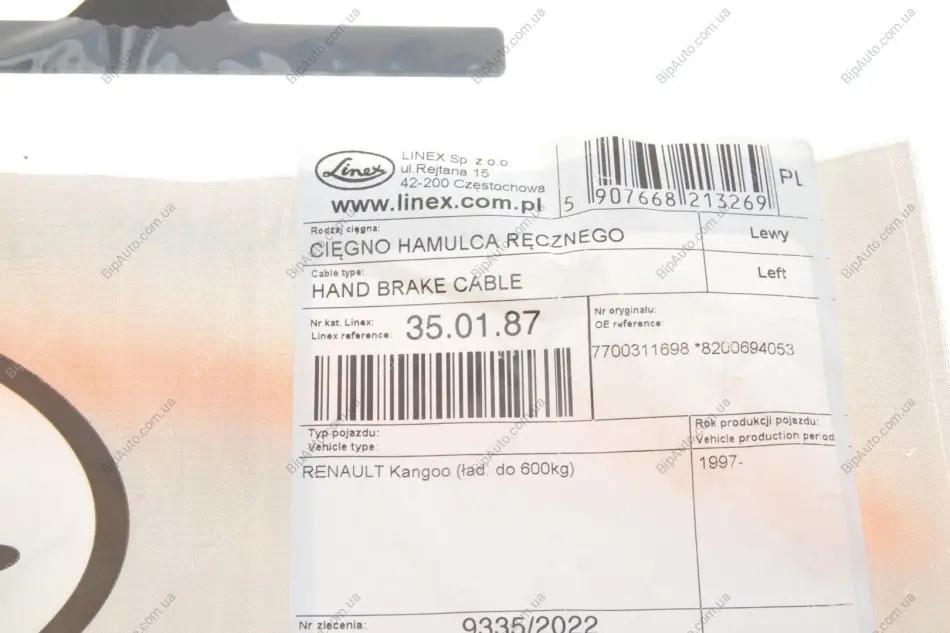 Linex
LINEX Sp. z o.o.
ul.Rejtana 15
42-200 Częstochowa
www.linex.com.pl
5 907668 213269
PL
Rodzaj cięgna:
CIĘGNO HAMULCA RĘCZNEGO
Lewy
Cable type:
HAND BRAKE CABLE
Left
Nr kat. Linex:
Linex reference:
35.01.87
Nr oryginału:
OE reference:
7700311698 *8200694053
Typ pojazdu:
Vehicle type:
RENAULT Kangoo (ład. do 600kg)
Rok produkcji pojazdu:
Vehicle production period
1997-
Nr zlecenia:
9335/2022
BipAuto.com.ua